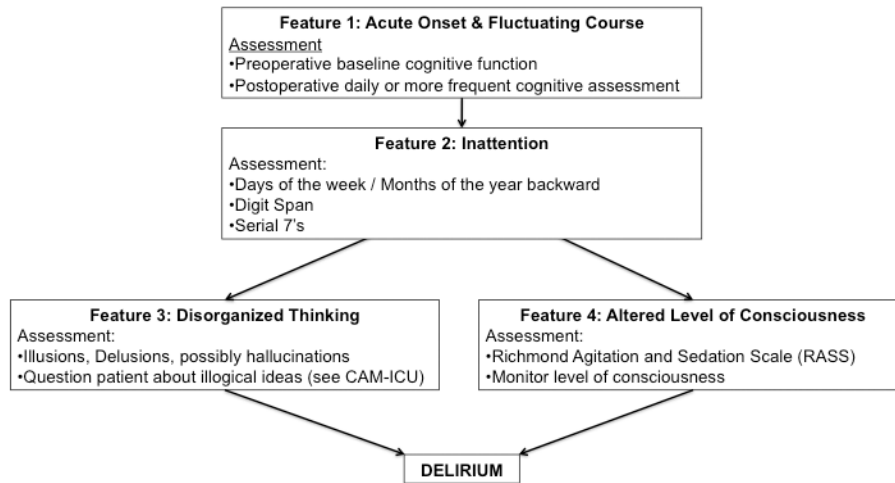 Feature 1: Acute Onset & Fluctuating Course
Assessment
•Preoperative baseline cognitive function
•Postoperative daily or more frequent cognitive assessment
Feature 2: Inattention
Assessment:
•Days of the week / Months of the year backward
•Digit Span
•Serial 7's
Feature 3: Disorganized Thinking
Assessment:
•Illusions, Delusions, possibly hallucinations
•Question patient about illogical ideas (see CAM-ICU)
Feature 4: Altered Level of Consciousness
Assessment:
•Richmond Agitation and Sedation Scale (RASS)
•Monitor level of consciousness
DELIRIUM